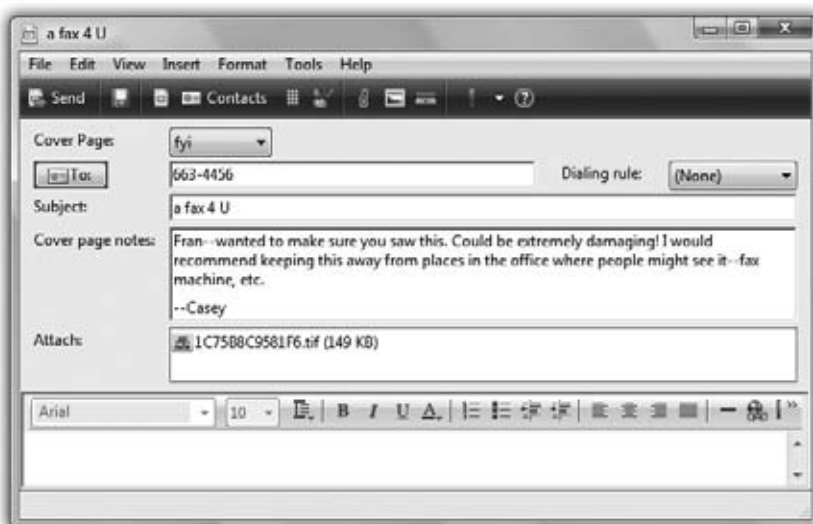 a fax 4 U
File Edit View Insert Format Tools Help
Send Contacts
Cover Page: fyi
To: 663-4456 Dialing rule: (None)
Subject: a fax 4 U
Cover page notes: Fran--wanted to make sure you saw this. Could be extremely damaging! I would
recommend keeping this away from places in the office where people might see it--fax
machine, etc.
--Casey
Attach: 1C75B8C9581F6.tif (149 KB)
Arial 10 B I U A